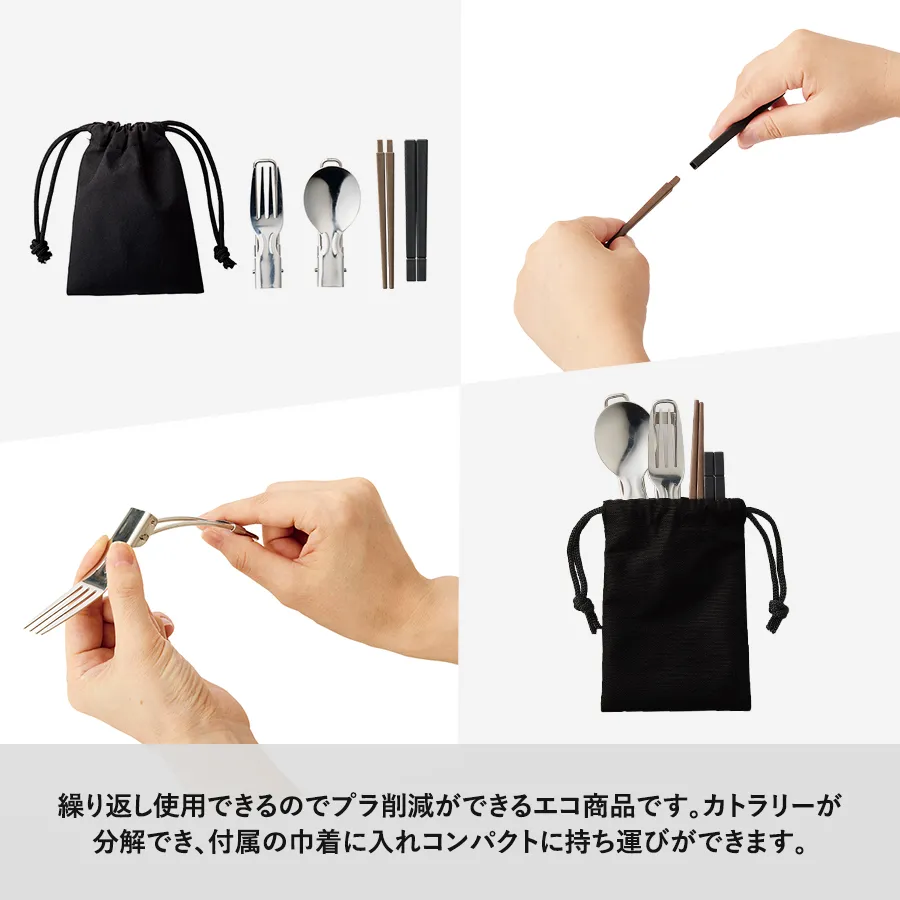 繰り返し使用できるのでプラ削減ができるエコ商品です。カトラリーが
分解でき、付属の巾着に入れコンパクトに持ち運びができます。